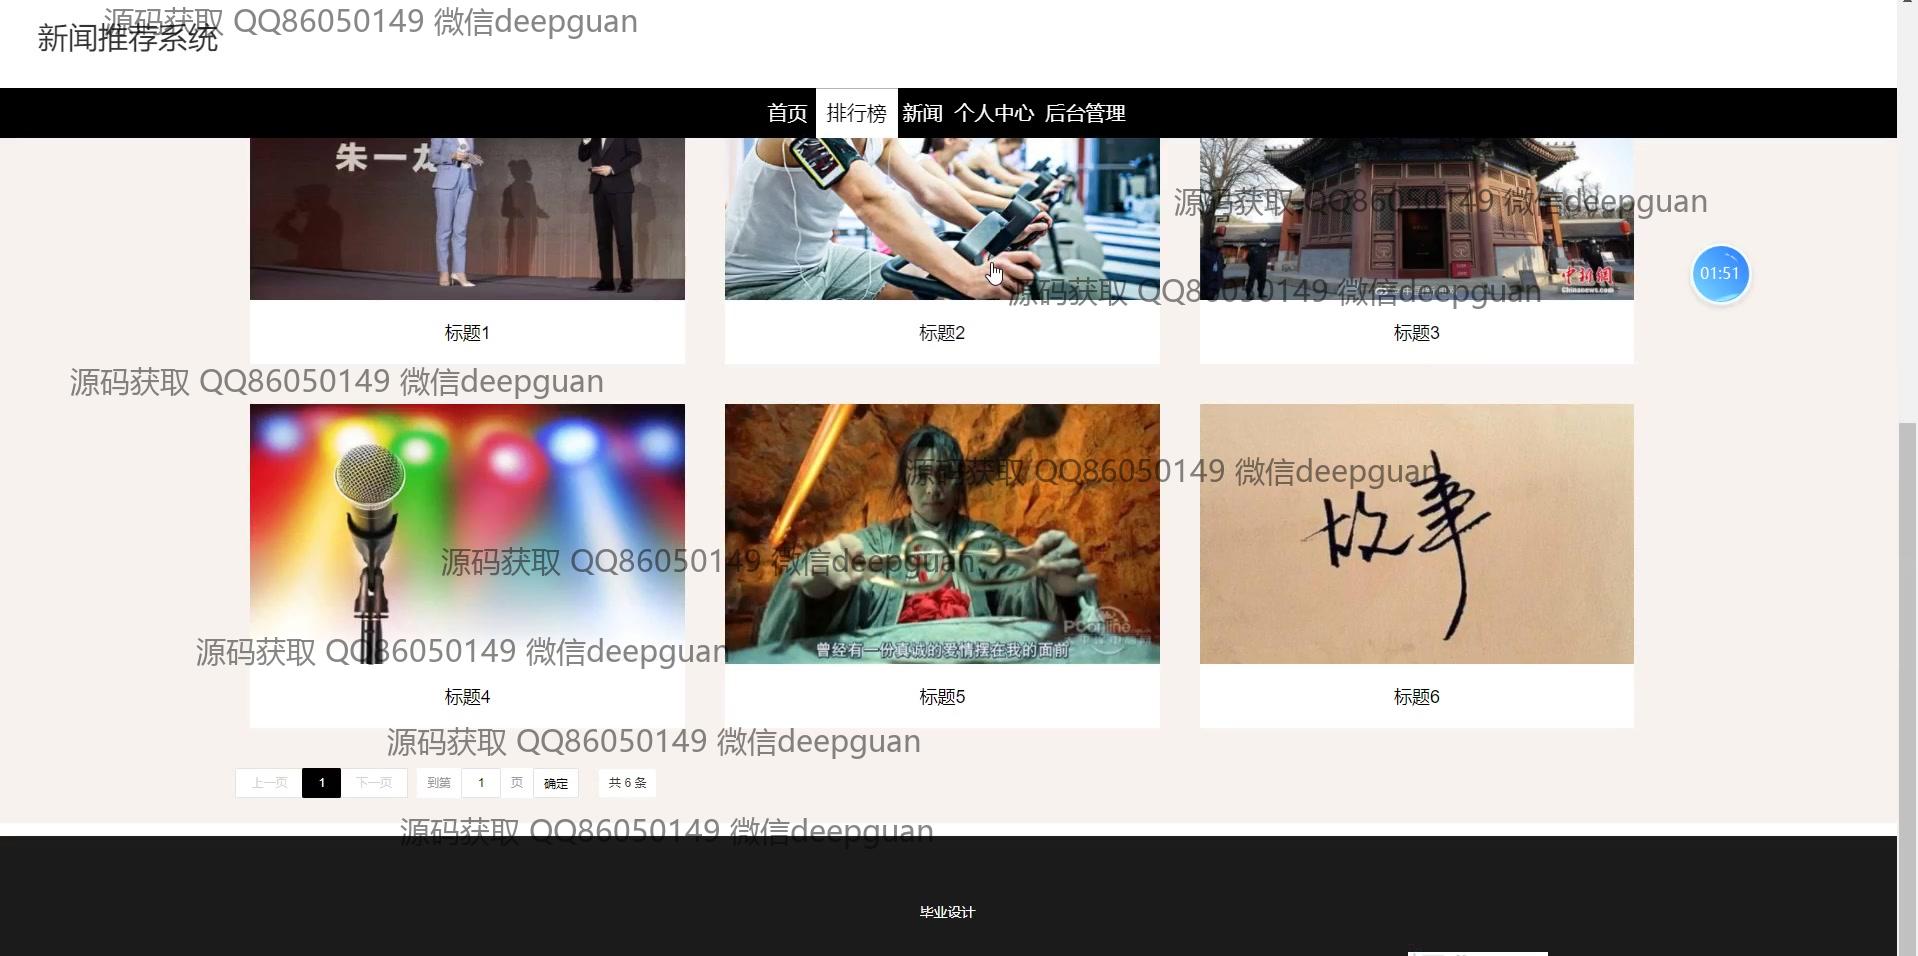 源码获取 QQ86050149 微信deepguan
新闻推荐系统
首页 排行榜 新闻 个人中心 后台管理
朱一龙
源码获取 QQ86050149 微信deepguan
01:51
中新网
Chinanews.com
源码获取 QQ86050149 微信deepguan
标题1
标题2
标题3
源码获取 QQ86050149 微信deepguan
源码获取 QQ86050149 微信deepguan
故事
源码获取 QQ86050149 微信deepguan
PConline
曾经有一份真诚的爱情摆在我的面前
源码获取 QQ86050149 微信deepguan
标题4
标题5
标题6
源码获取 QQ86050149 微信deepguan
上一页 1 下一页 到第 1 页 确定 共 6 条
源码获取 QQ86050149 微信deepguan
毕业设计